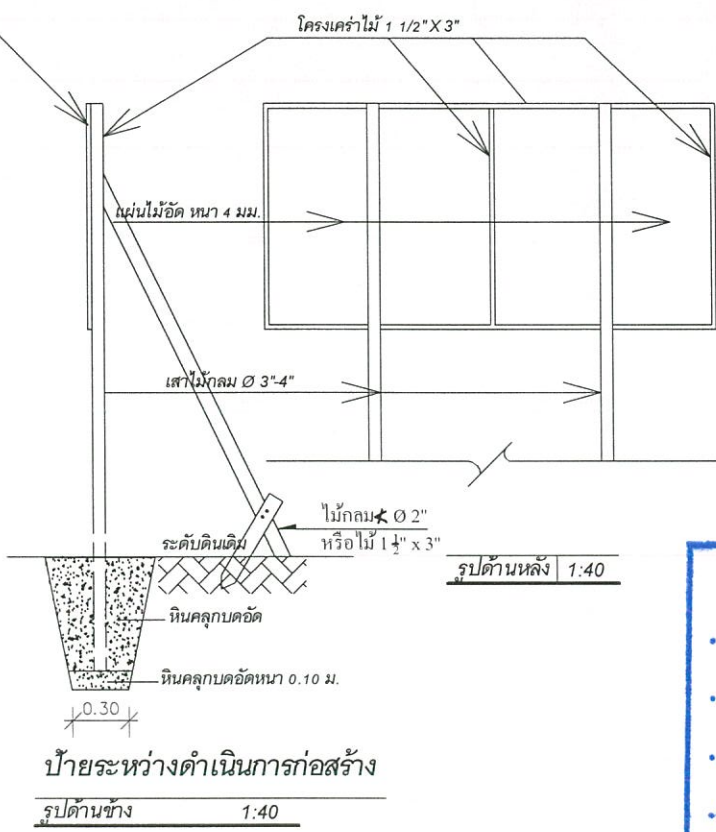 โครงเคร่าไม้ 1 1/2" X 3"
แผ่นไม้อัด หนา 4 มม.
เสาไม้กลม Ø 3"-4"
ไม้กลม Ø 2"
หรือไม้ 1 1/2" x 3"
ระดับดินเดิม
รูปด้านหลัง 1:40
หินคลุกบดอัด
หินคลุกบดอัดหนา 0.10 ม.
0.30
ป้ายระหว่างดำเนินการก่อสร้าง
รูปด้านข้าง 1:40